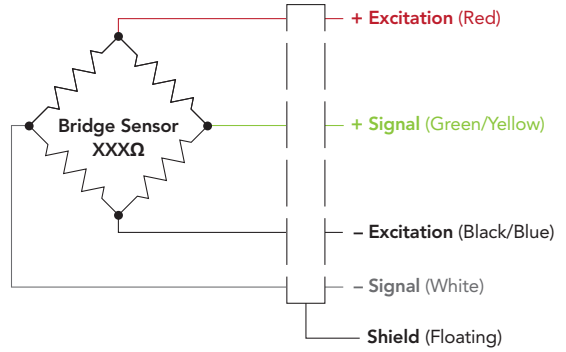 + Excitation (Red)
Bridge Sensor
XXXΩ
+ Signal (Green/Yellow)
– Excitation (Black/Blue)
– Signal (White)
Shield (Floating)